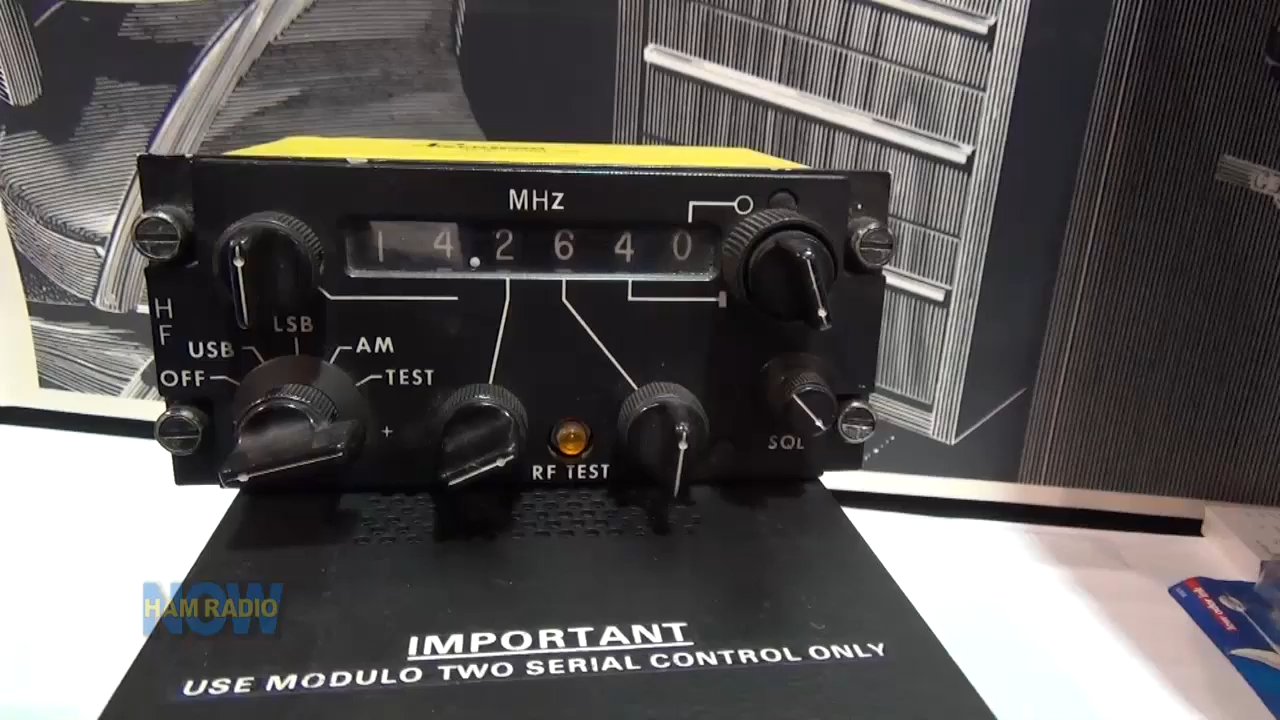 MHz
1 4.2 6 4 0
HF
LSB
USB
AM
OFF
TEST
+
SQL
RF TEST
NOW
HAM RADIO
IMPORTANT
USE MODULO TWO SERIAL CONTROL ONLY